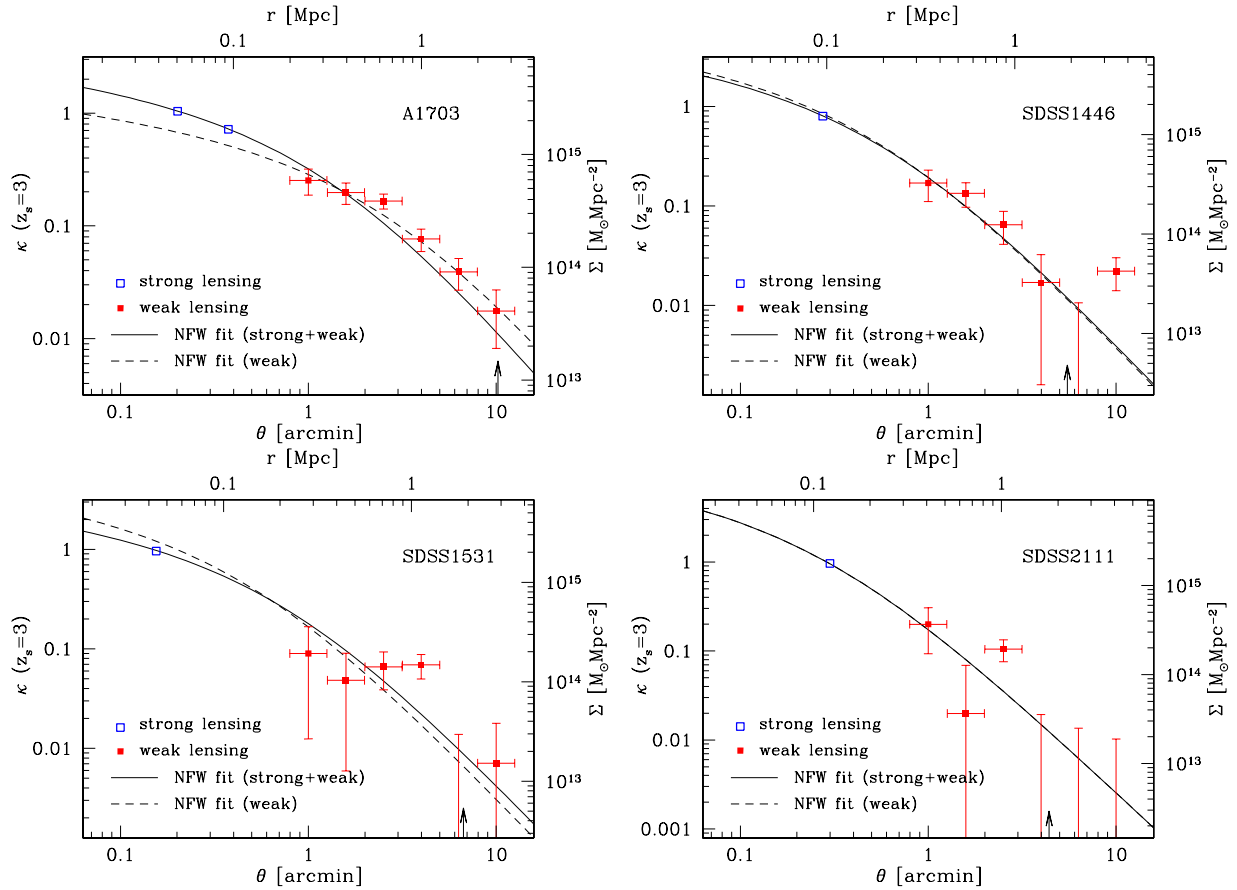 r [Mpc]
0.1 1
A1703
κ (z_s=3)
1
0.1
0.01
10^15
10^14
10^13
Σ [M_⊙Mpc^-2]
strong lensing
weak lensing
NFW fit (strong+weak)
NFW fit (weak)
0.1 1 10
θ [arcmin]
r [Mpc]
0.1 1
SDSS1446
κ (z_s=3)
1
0.1
0.01
10^15
10^14
10^13
Σ [M_⊙Mpc^-2]
strong lensing
weak lensing
NFW fit (strong+weak)
NFW fit (weak)
0.1 1 10
θ [arcmin]
r [Mpc]
0.1 1
SDSS1531
κ (z_s=3)
1
0.1
0.01
10^15
10^14
10^13
Σ [M_⊙Mpc^-2]
strong lensing
weak lensing
NFW fit (strong+weak)
NFW fit (weak)
0.1 1 10
θ [arcmin]
r [Mpc]
0.1 1
SDSS2111
κ (z_s=3)
1
0.1
0.01
0.001
10^15
10^14
10^13
Σ [M_⊙Mpc^-2]
strong lensing
weak lensing
NFW fit (strong+weak)
NFW fit (weak)
0.1 1 10
θ [arcmin]